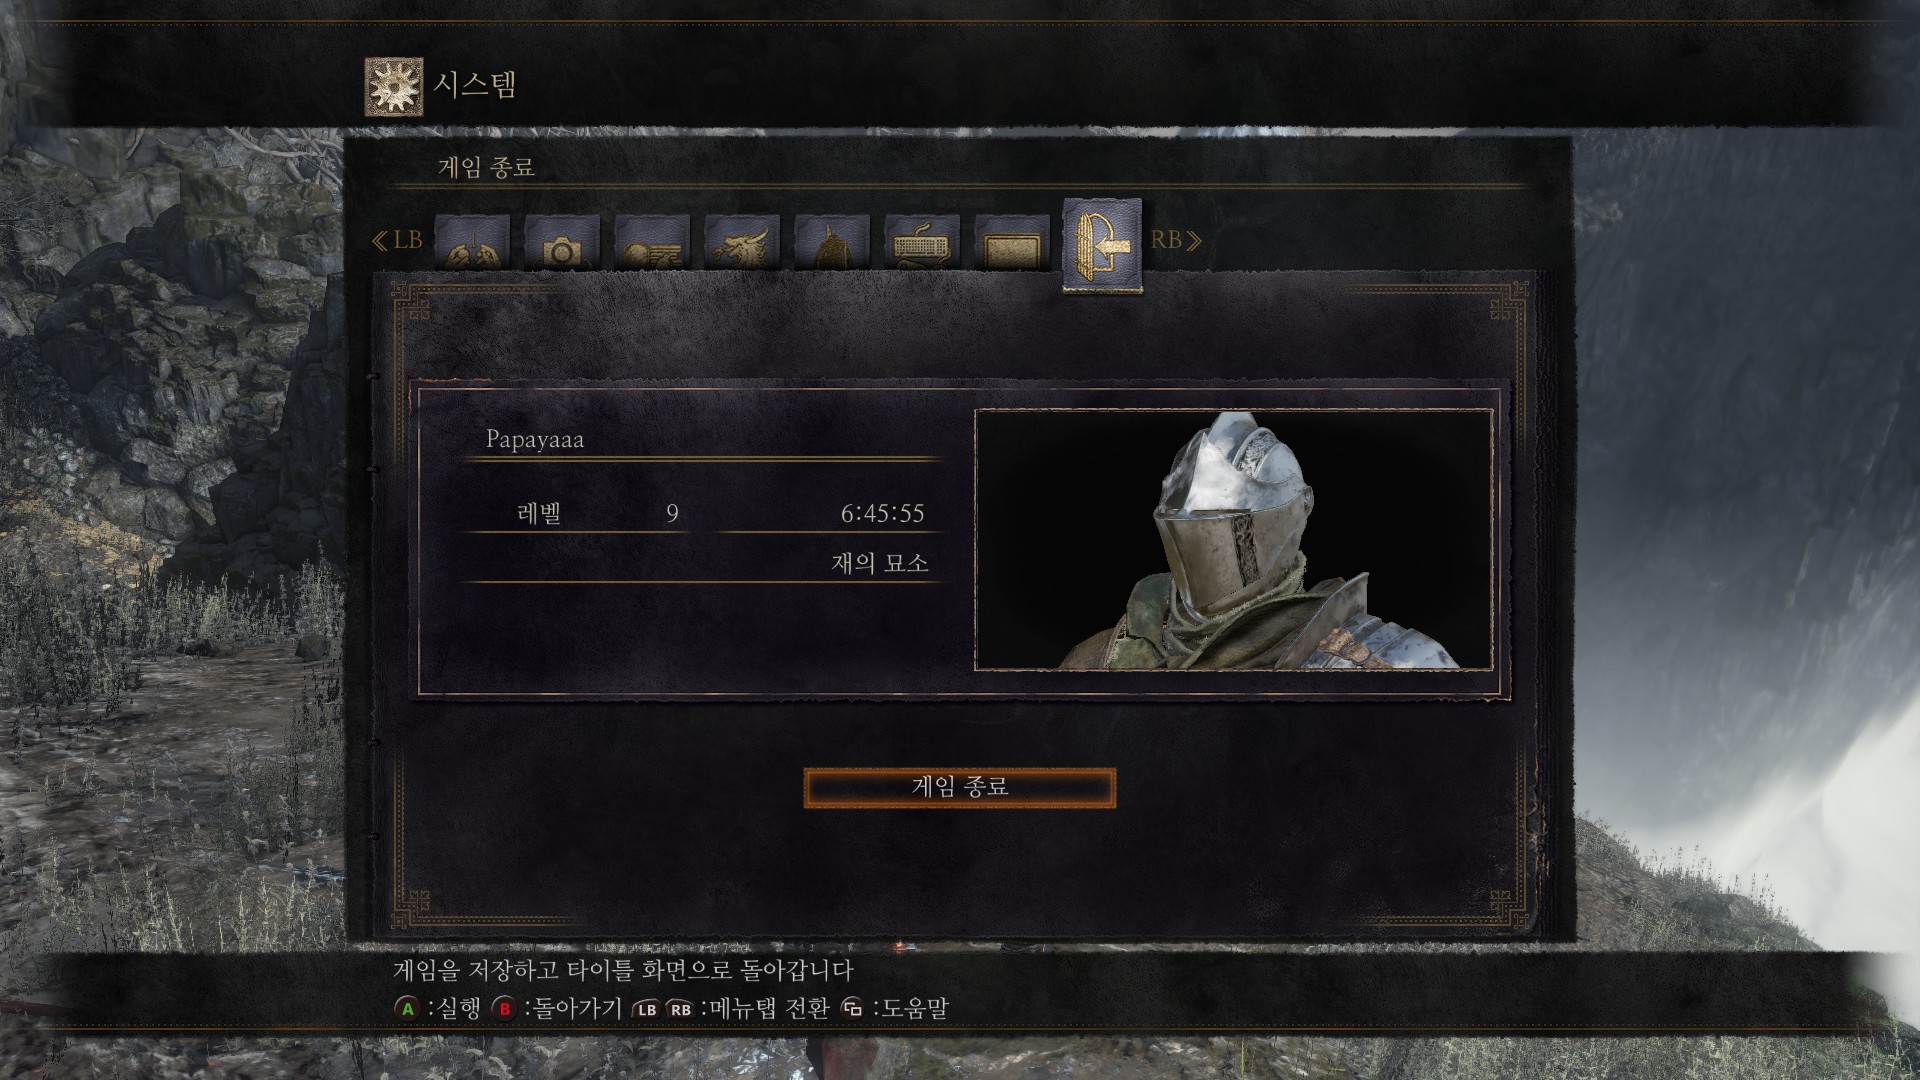 시스템
게임 종료
LB
RB
Papayaaa
레벨 9 6:45:55
재의 묘소
게임 종료
게임을 저장하고 타이틀 화면으로 돌아갑니다
A :실행 B :돌아가기 LB RB :메뉴탭 전환 :도움말